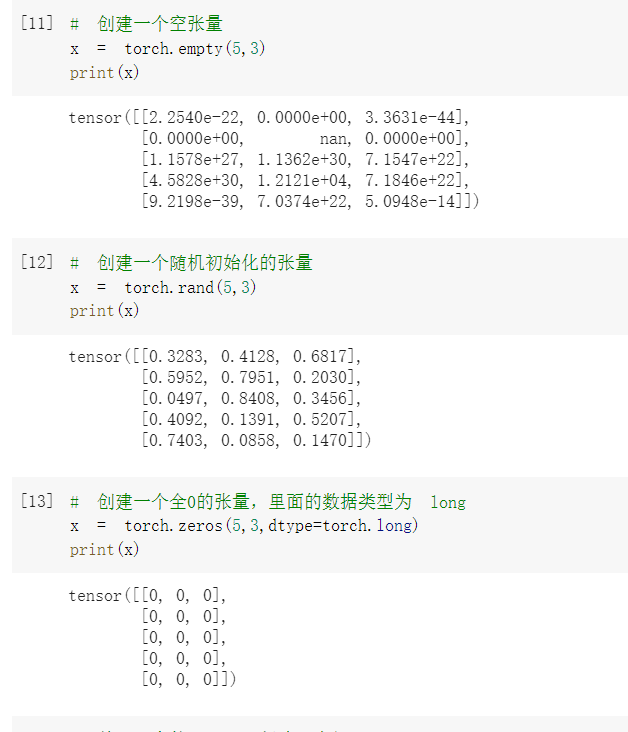 [11] # 创建一个空张量
x = torch.empty(5,3)
print(x)
tensor([[2.2540e-22, 0.0000e+00, 3.3631e-44],
[0.0000e+00, nan, 0.0000e+00],
[1.1578e+27, 1.1362e+30, 7.1547e+22],
[4.5828e+30, 1.2121e+04, 7.1846e+22],
[9.2198e-39, 7.0374e+22, 5.0948e-14]])
[12] # 创建一个随机初始化的张量
x = torch.rand(5,3)
print(x)
tensor([[0.3283, 0.4128, 0.6817],
[0.5952, 0.7951, 0.2030],
[0.0497, 0.8408, 0.3456],
[0.4092, 0.1391, 0.5207],
[0.7403, 0.0858, 0.1470]])
[13] # 创建一个全0的张量，里面的数据类型为 long
x = torch.zeros(5,3,dtype=torch.long)
print(x)
tensor([[0, 0, 0],
[0, 0, 0],
[0, 0, 0],
[0, 0, 0],
[0, 0, 0]])